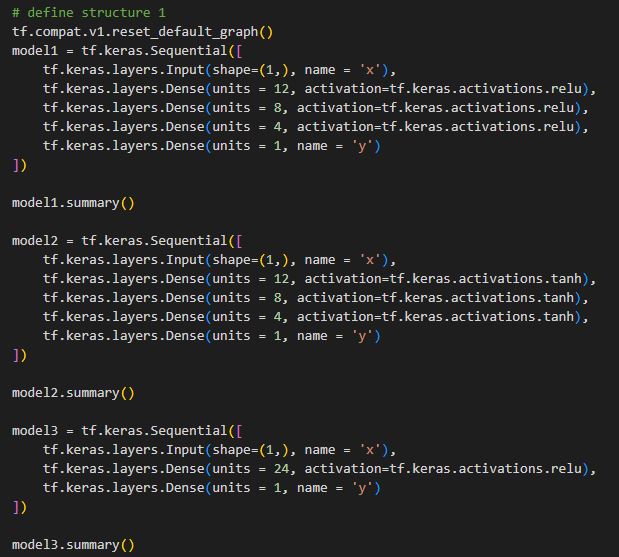 # define structure 1
tf.compat.v1.reset_default_graph()
model1 = tf.keras.Sequential([
    tf.keras.layers.Input(shape=(1,), name = 'x'),
    tf.keras.layers.Dense(units = 12, activation=tf.keras.activations.relu),
    tf.keras.layers.Dense(units = 8, activation=tf.keras.activations.relu),
    tf.keras.layers.Dense(units = 4, activation=tf.keras.activations.relu),
    tf.keras.layers.Dense(units = 1, name = 'y')
])

model1.summary()

model2 = tf.keras.Sequential([
    tf.keras.layers.Input(shape=(1,), name = 'x'),
    tf.keras.layers.Dense(units = 12, activation=tf.keras.activations.tanh),
    tf.keras.layers.Dense(units = 8, activation=tf.keras.activations.tanh),
    tf.keras.layers.Dense(units = 4, activation=tf.keras.activations.tanh),
    tf.keras.layers.Dense(units = 1, name = 'y')
])

model2.summary()

model3 = tf.keras.Sequential([
    tf.keras.layers.Input(shape=(1,), name = 'x'),
    tf.keras.layers.Dense(units = 24, activation=tf.keras.activations.relu),
    tf.keras.layers.Dense(units = 1, name = 'y')
])

model3.summary()